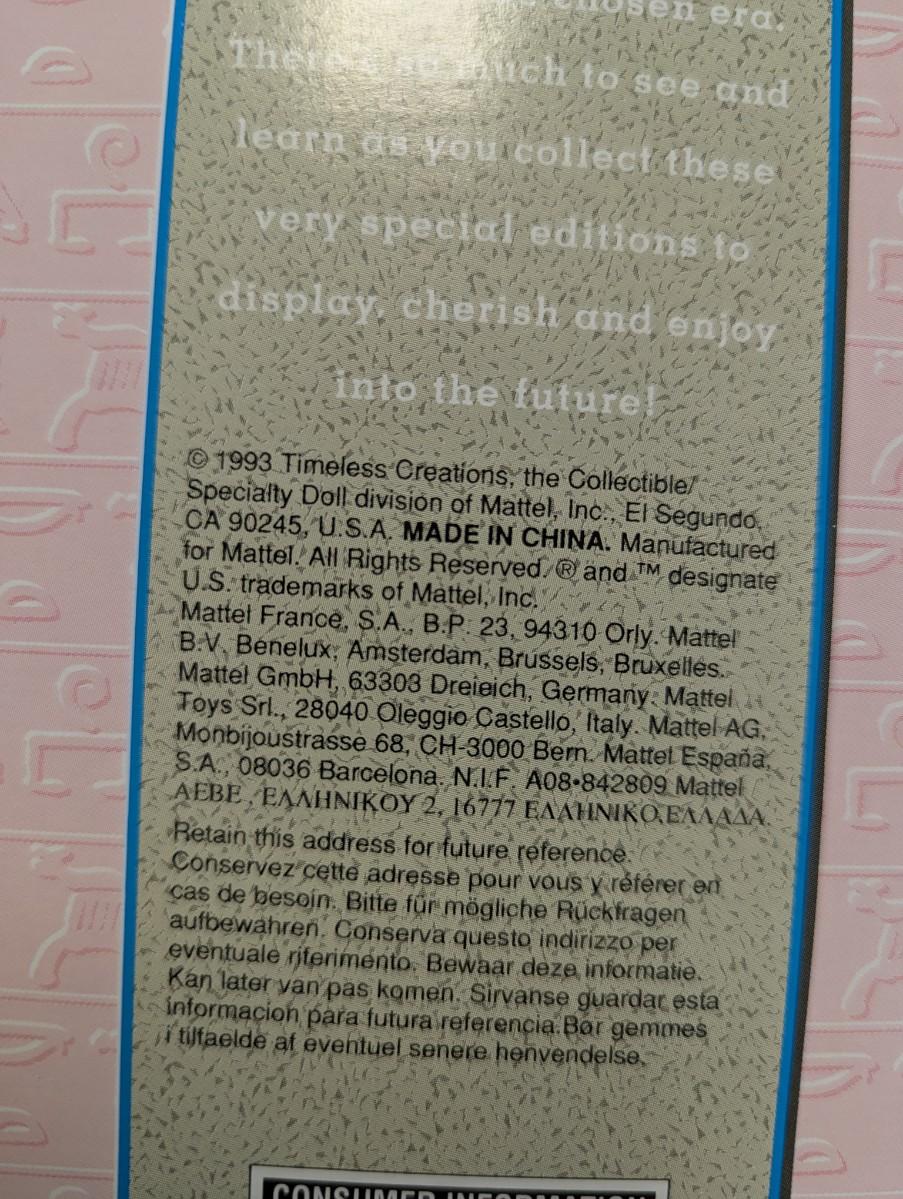 chosen era.
There's so much to see and
learn as you collect these
very special editions to
display, cherish and enjoy
into the future!
© 1993 Timeless Creations, the Collectible/
Specialty Doll division of Mattel, Inc., El Segundo,
CA 90245, U.S.A. MADE IN CHINA. Manufactured
for Mattel. All Rights Reserved. ® and ™ designate
U.S. trademarks of Mattel, Inc.
Mattel France, S.A., B.P. 23, 94310 Orly. Mattel
B.V. Benelux, Amsterdam, Brussels, Bruxelles.
Mattel GmbH, 63303 Dreieich, Germany. Mattel
Toys Srl., 28040 Oleggio Castello, Italy. Mattel AG,
Monbijoustrasse 68, CH-3000 Bern. Mattel España,
S.A., 08036 Barcelona. N.I.F. A08•842809 Mattel
AEBE, ΕΛΛΗΝΙΚΟΥ 2, 16777 ΕΛΛΗΝΙΚΟ, ΕΛΛΑΔΑ.
Retain this address for future reference.
Conservez cette adresse pour vous y référer en
cas de besoin. Bitte für mögliche Rückfragen
aufbewahren. Conserva questo indirizzo per
eventuale riferimento. Bewaar deze informatie.
Kan later van pas komen. Sirvanse guardar esta
informacion para futura referencia. Bør gemmes
i tilfaelde af eventuel senere henvendelse.
CONSUMER INFORMATION